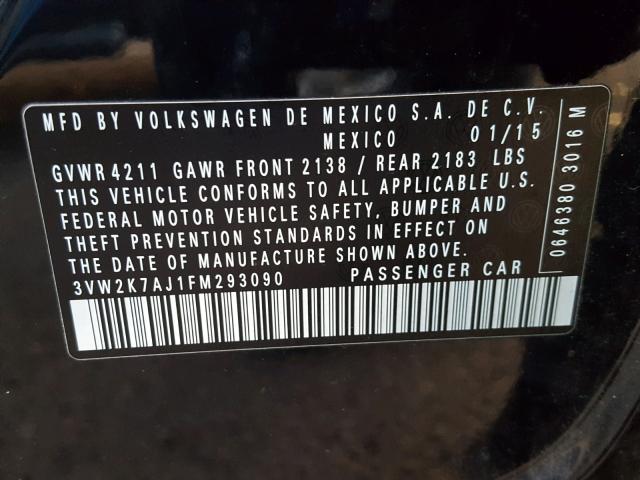 MFD BY VOLKSWAGEN DE MEXICO S.A. DE C.V.
MEXICO 01/15
GVWR 4211 GAWR FRONT 2138 / REAR 2183 LBS
THIS VEHICLE CONFORMS TO ALL APPLICABLE U.S.
FEDERAL MOTOR VEHICLE SAFETY, BUMPER AND
THEFT PREVENTION STANDARDS IN EFFECT ON
THE DATE OF MANUFACTURE SHOWN ABOVE.
3VW2K7AJ1FM293090 PASSENGER CAR
0646380 3016 M